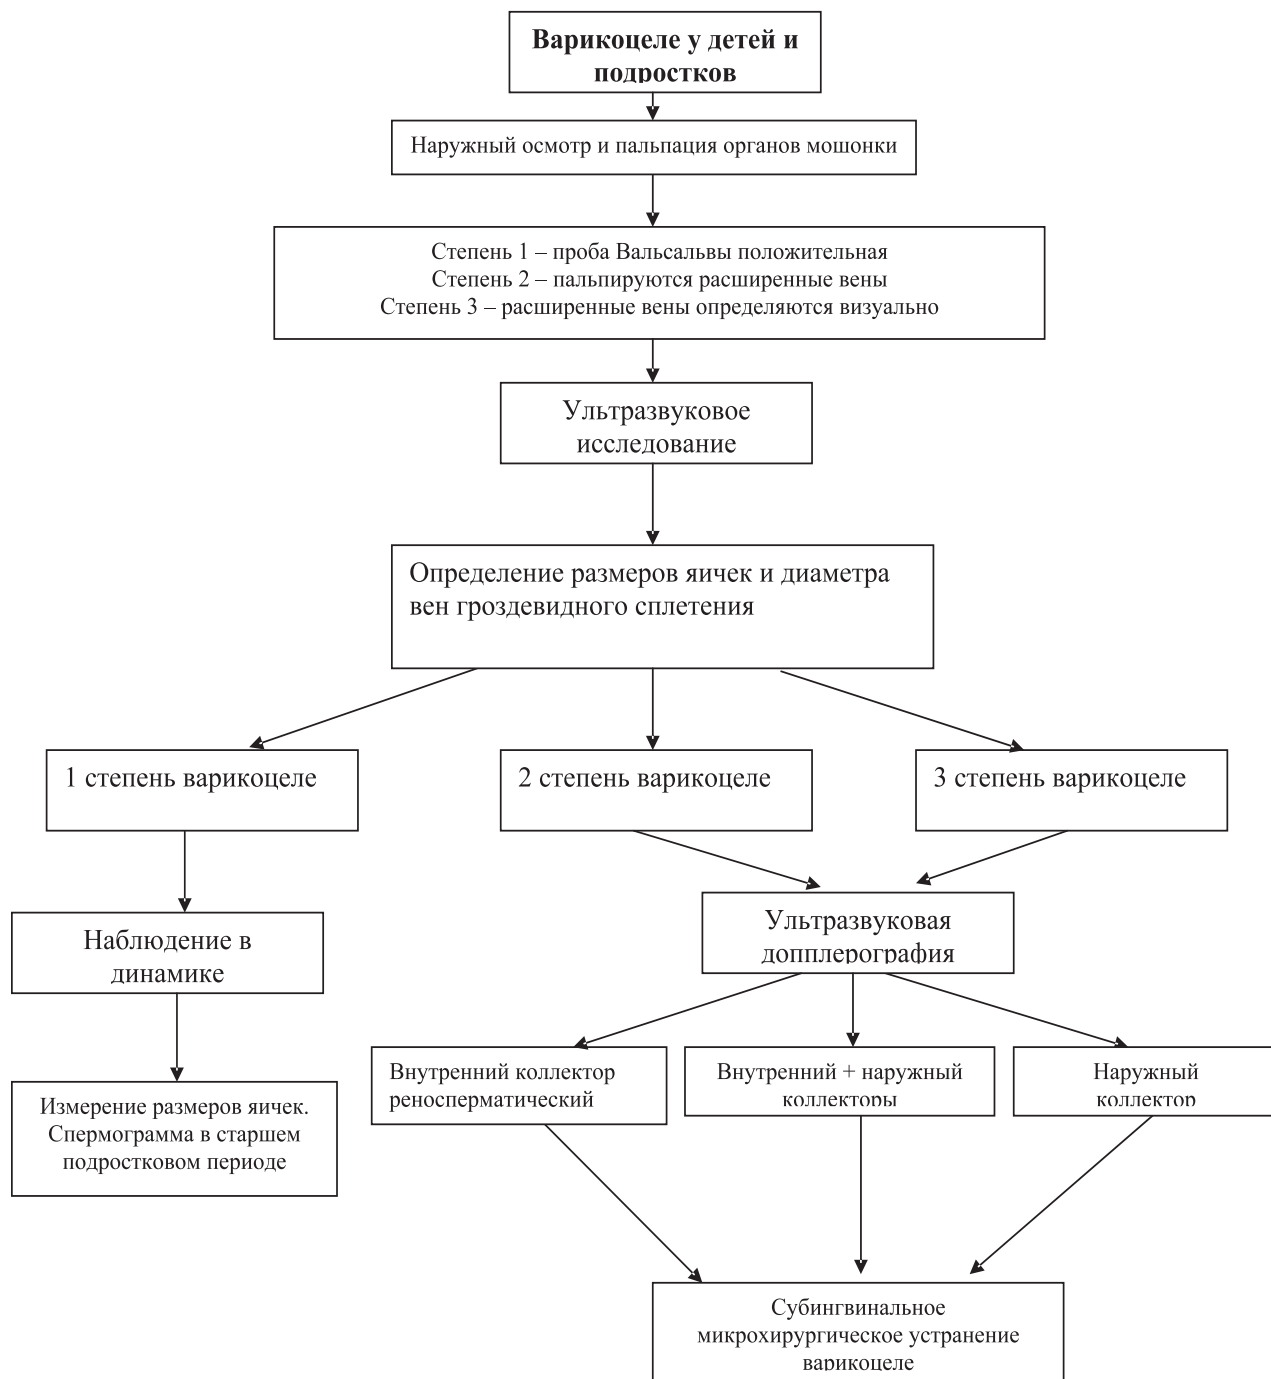 Варикоцеле у детей и
подростков
Наружный осмотр и пальпация органов мошонки
Степень 1 – проба Вальсальвы положительная
Степень 2 – пальпируются расширенные вены
Степень 3 – расширенные вены определяются визуально
Ультразвуковое
исследование
Определение размеров яичек и диаметра
вен гроздевидного сплетения
1 степень варикоцеле
2 степень варикоцеле
3 степень варикоцеле
Наблюдение в
динамике
Ультразвуковая
допплерография
Измерение размеров яичек.
Спермограмма в старшем
подростковом периоде
Внутренний коллектор
реносперматический
Внутренний + наружный
коллекторы
Наружный
коллектор
Субингвинальное
микрохирургическое устранение
варикоцеле